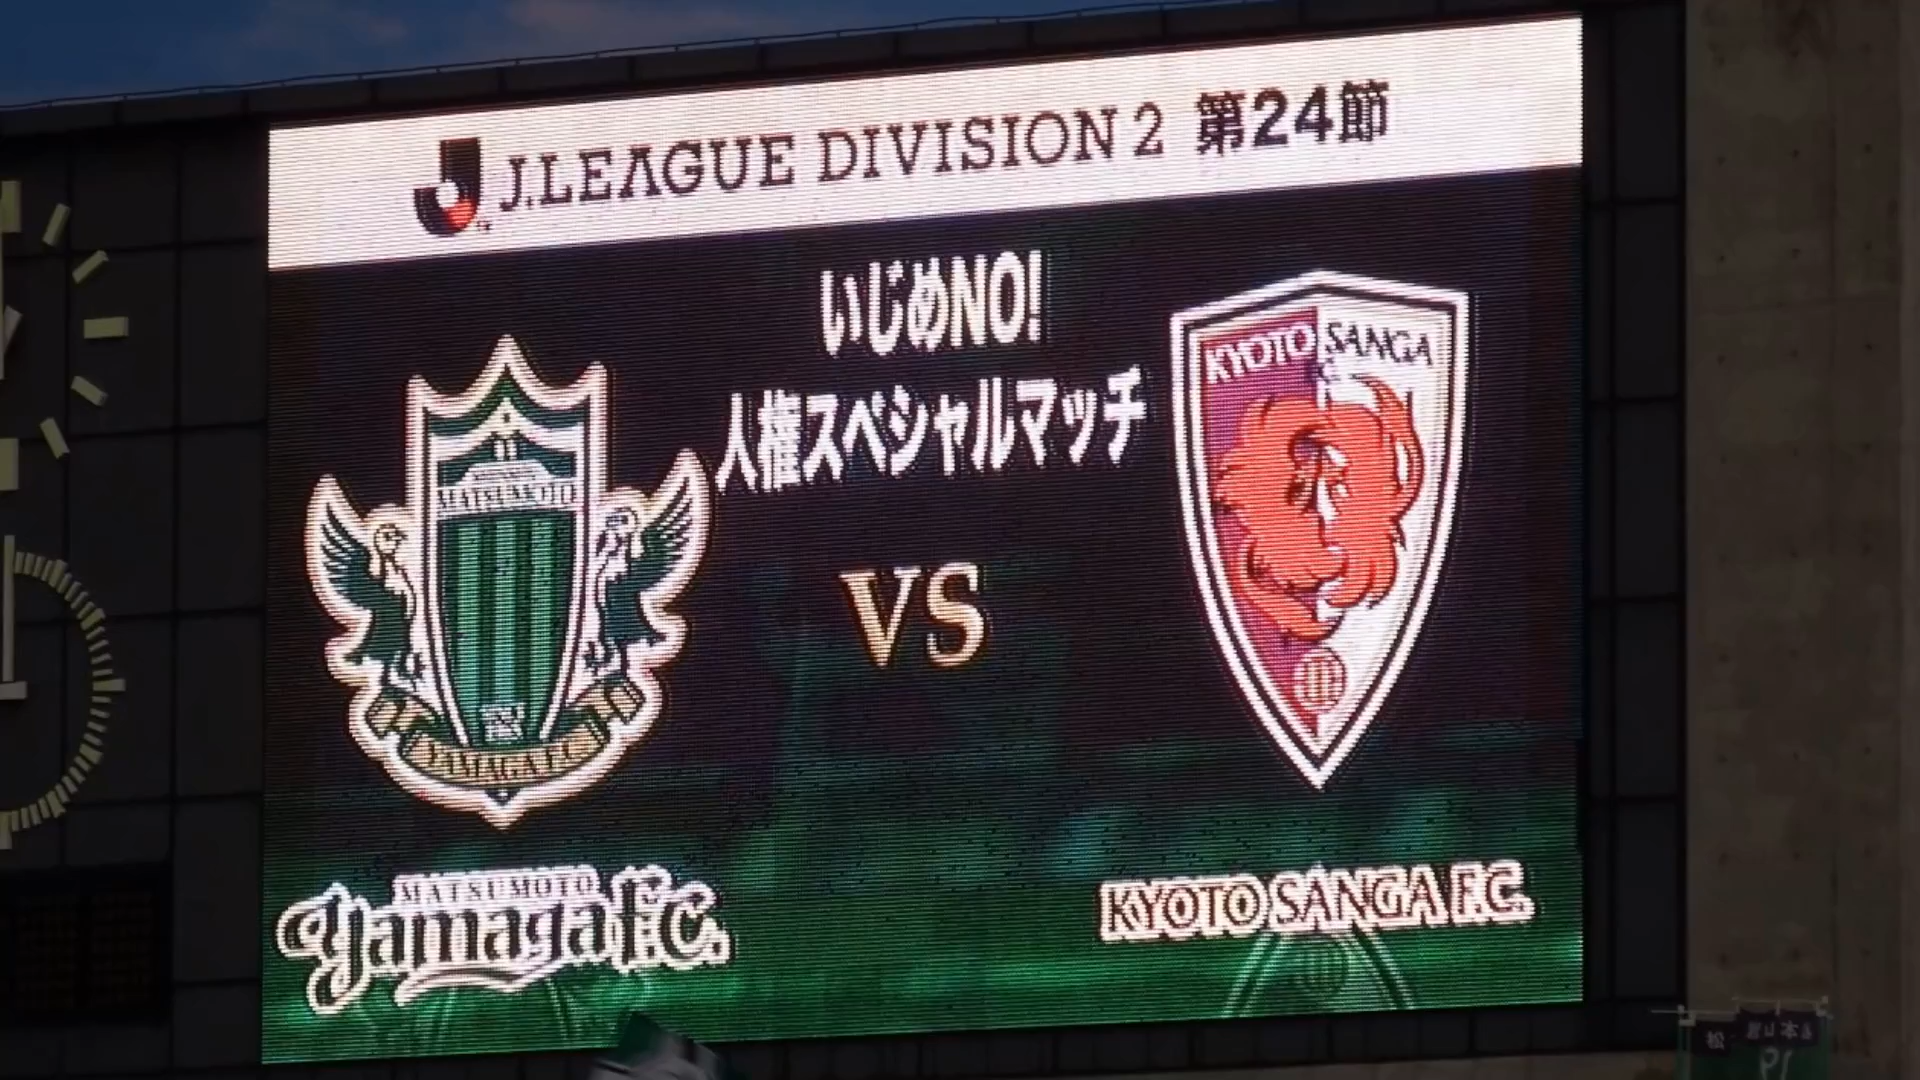 J.LEAGUE DIVISION 2 第24節
いじめNO!
人権スペシャルマッチ
KYOTO SANGA
MATSUMOTO
VS
YAMAGA F.C.
MATSUMOTO
Yamaga F.C.
KYOTO SANGA F.C.
松